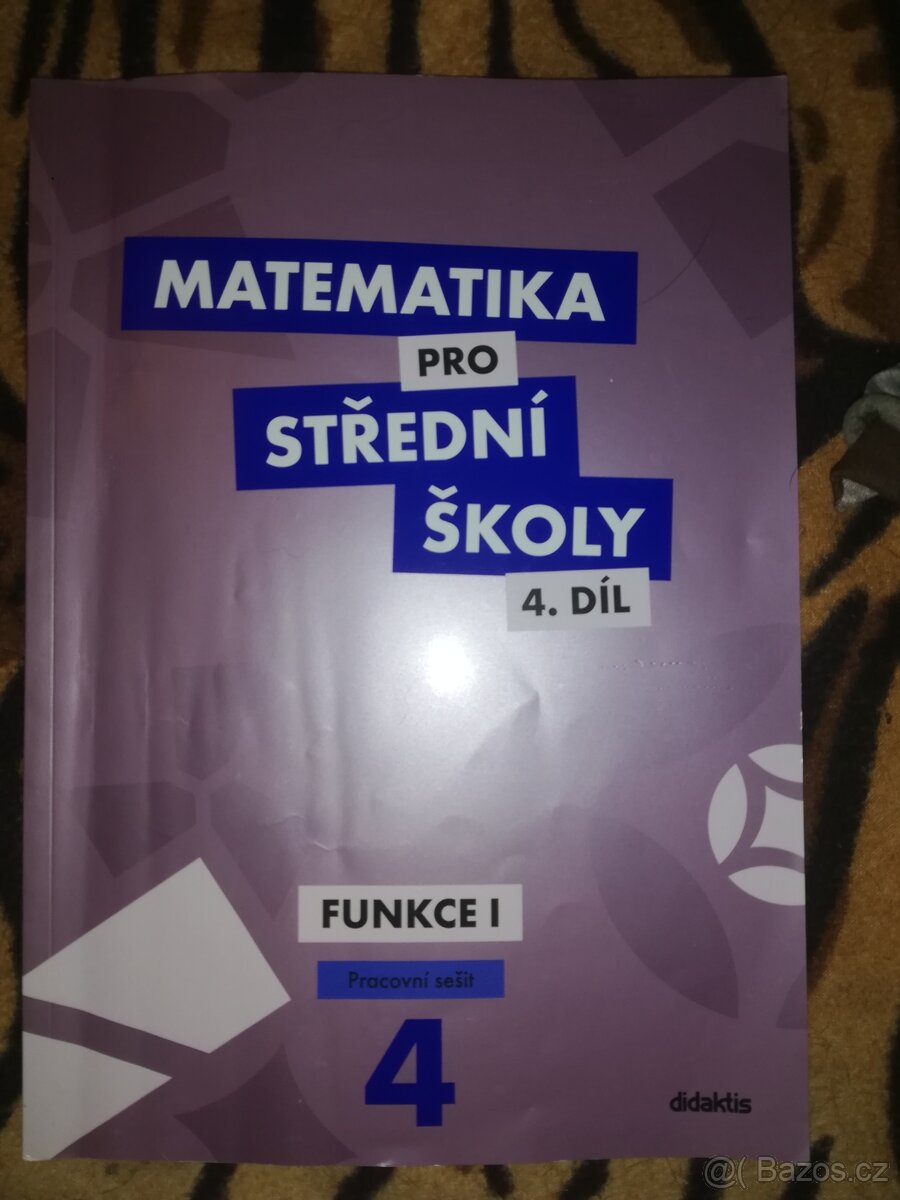 MATEMATIKA
PRO
STŘEDNÍ
ŠKOLY
4. DÍL
FUNKCE I
Pracovní sešit
4
didaktis
@( Bazos.cz